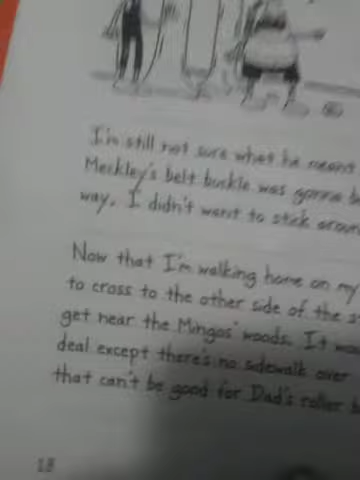 I'm still not sure what he meant
Meckley's belt buckle was gonna b
way, I didn't want to stick aroun
Now that I'm walking home on my
to cross to the other side of the s
get near the Mingos' woods. It wou
deal except there's no sidewalk over
that can't be good for Dad's roller b
18